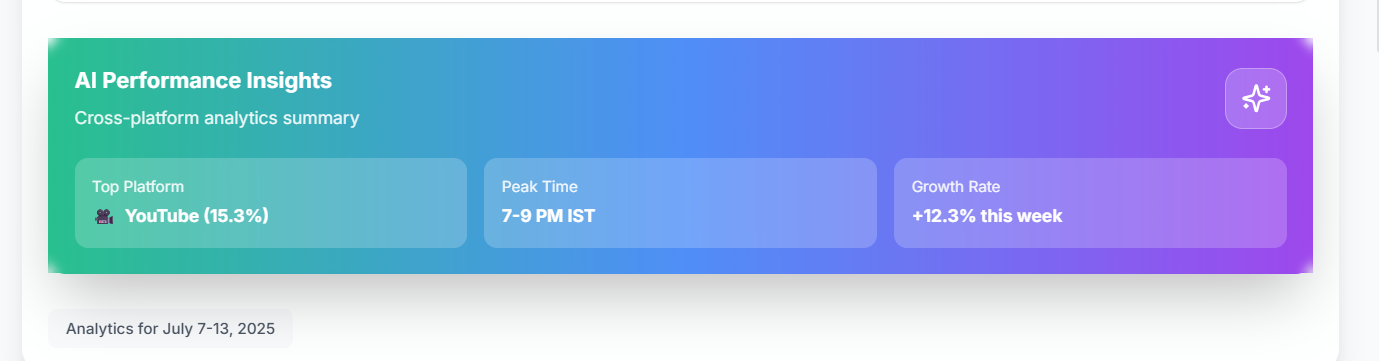 AI Performance Insights
Cross-platform analytics summary
Top Platform
🎥 YouTube (15.3%)
Peak Time
7-9 PM IST
Growth Rate
+12.3% this week
Analytics for July 7-13, 2025